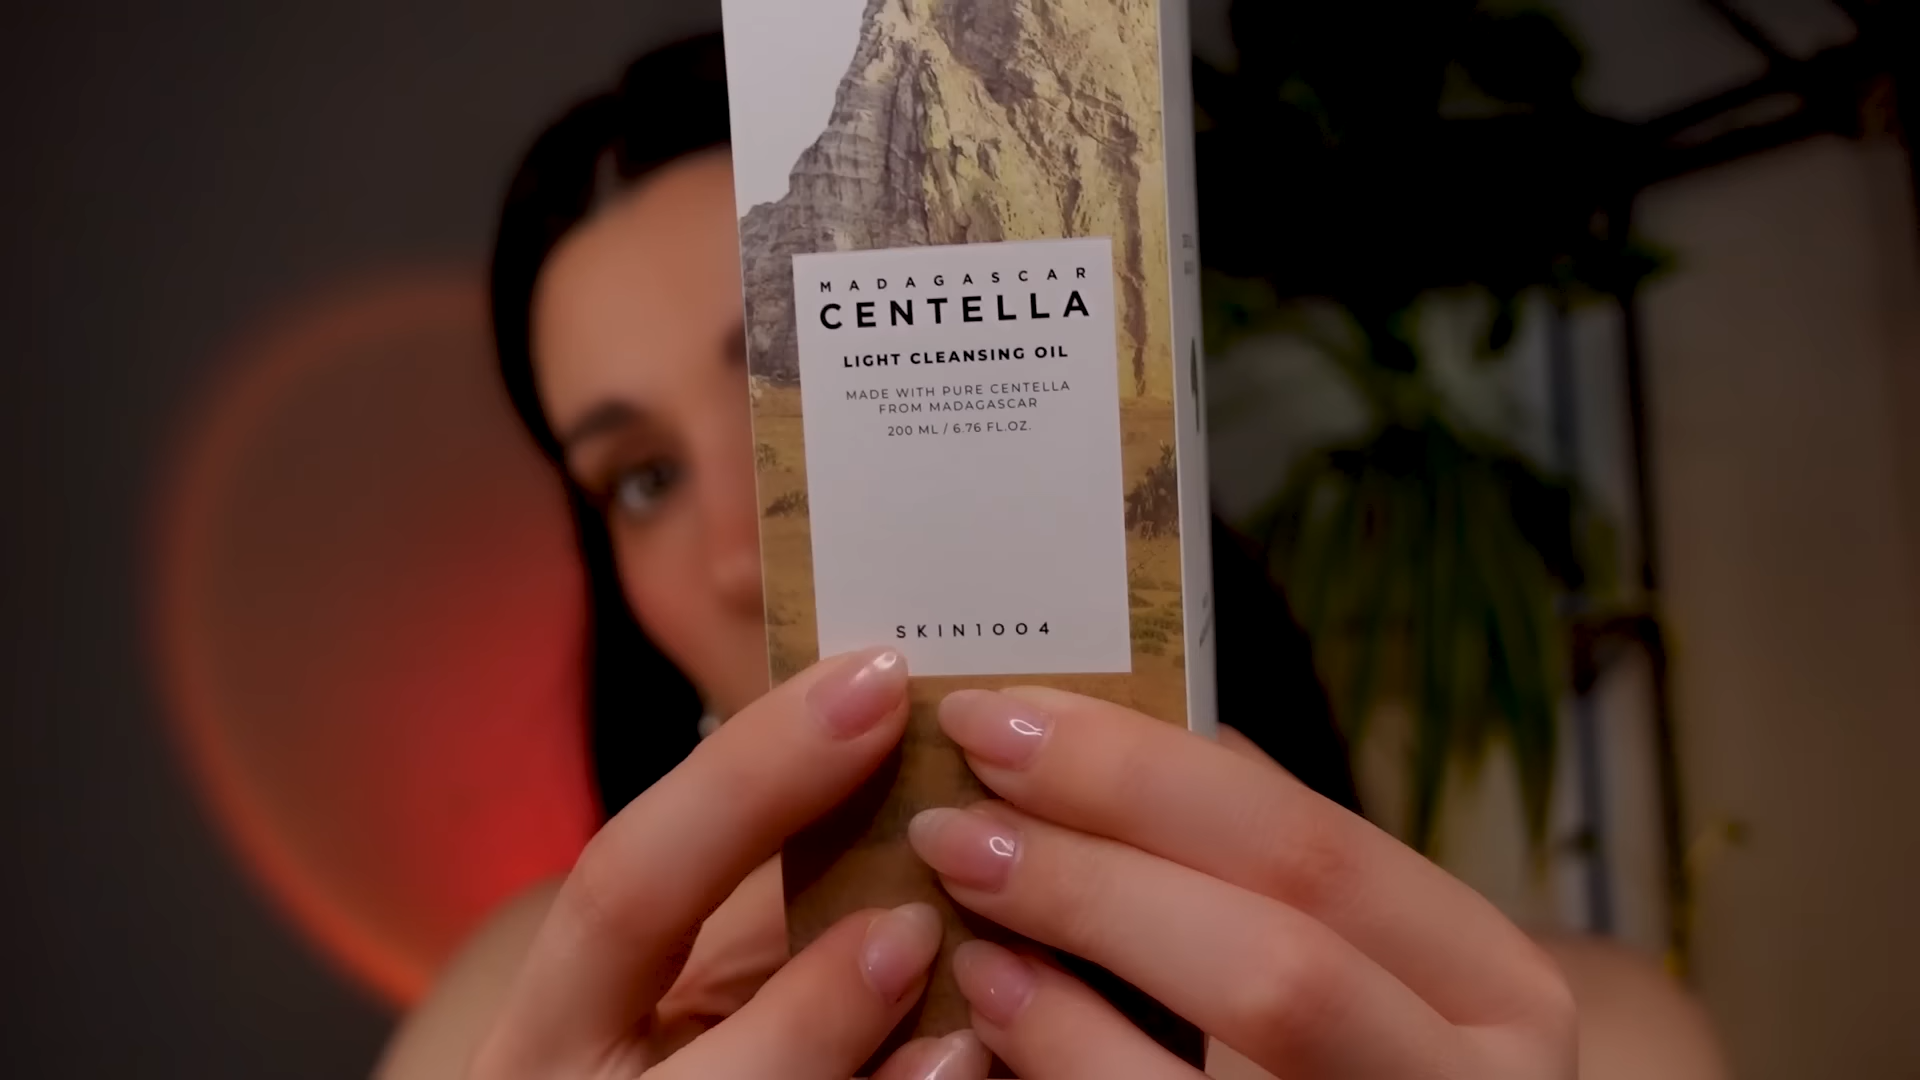 MADAGASCAR
CENTELLA
LIGHT CLEANSING OIL
MADE WITH PURE CENTELLA
FROM MADAGASCAR
200 ML / 6.76 FL.OZ.
SKIN1004